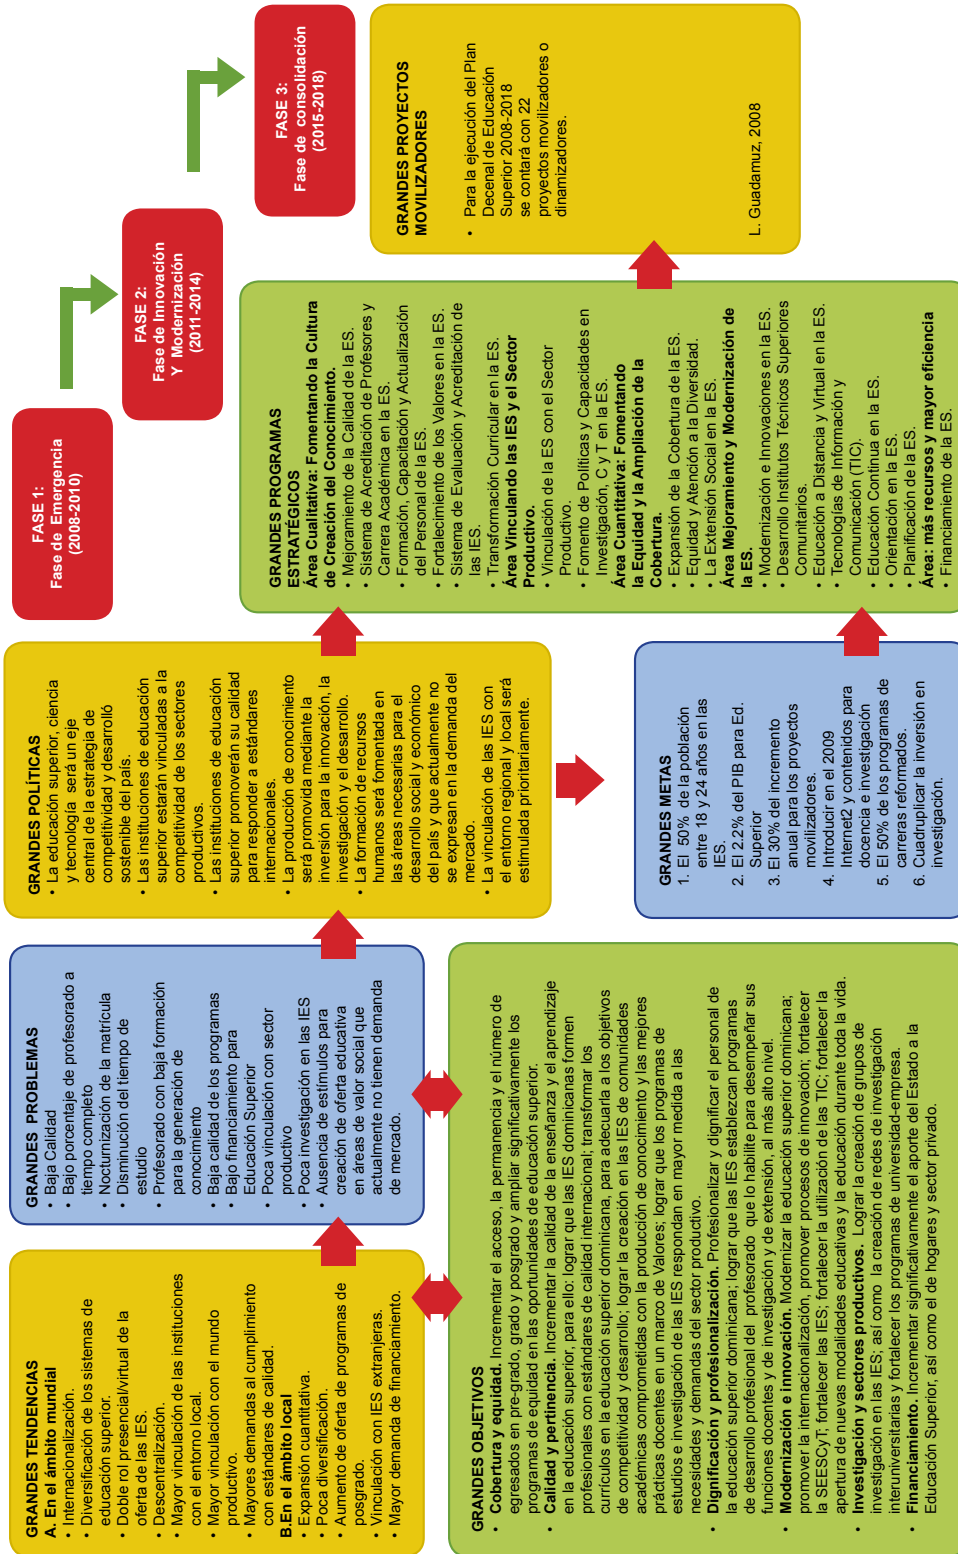 FASE 1:
Fase de Emergencia
(2008-2010)
FASE 2:
Fase de Innovación
Y Modernización
(2011-2014)
FASE 3:
Fase de consolidación
(2015-2018)
GRANDES TENDENCIAS
A. En el ámbito mundial
• Internacionalización.
• Diversificación de los sistemas de
educación superior.
• Doble rol presencial/virtual de la
oferta de las IES.
• Descentralización.
• Mayor vinculación de las instituciones
con el entorno local.
• Mayor vinculación con el mundo
productivo.
• Mayores demandas al cumplimiento
con estándares de calidad.
B.En el ámbito local
• Expansión cuantitativa.
• Poca diversificación.
• Aumento de oferta de programas de
posgrado.
• Vinculación con IES extranjeras.
• Mayor demanda de financiamiento.
GRANDES PROBLEMAS
• Baja Calidad
• Bajo porcentaje de profesorado a
tiempo completo
• Nocturnización de la matrícula
• Disminución del tiempo de
estudio
• Profesorado con baja formación
para la generación de
conocimiento
• Baja calidad de los programas
• Bajo financiamiento para
Educación Superior
• Poca vinculación con sector
productivo
• Poca investigación en las IES
• Ausencia de estímulos para
creación de oferta educativa
en áreas de valor social que
actualmente no tienen demanda
de mercado.
GRANDES POLÍTICAS
• La educación superior, ciencia
y tecnología será un eje
central de la estrategia de
competitividad y desarrolló
sostenible del país.
• Las instituciones de educación
superior estarán vinculadas a la
competitividad de los sectores
productivos.
• Las instituciones de educación
superior promoverán su calidad
para responder a estándares
internacionales.
• La producción de conocimiento
será promovida mediante la
inversión para la innovación, la
investigación y el desarrollo.
• La formación de recursos
humanos será fomentada en
las áreas necesarias para el
desarrollo social y económico
del país y que actualmente no
se expresan en la demanda del
mercado.
• La vinculación de las IES con
el entorno regional y local será
estimulada prioritariamente.
GRANDES PROGRAMAS
ESTRATÉGICOS
Área Cualitativa: Fomentando la Cultura
de Creación del Conocimiento.
• Mejoramiento de la Calidad de la ES.
• Sistema de Acreditación de Profesores y
Carrera Académica en la ES.
• Formación, Capacitación y Actualización
del Personal de la ES.
• Fortalecimiento de los Valores en la ES.
• Sistema de Evaluación y Acreditación de
las IES.
• Transformación Curricular en la ES.
Área Vinculando las IES y el Sector
Productivo.
• Vinculación de la ES con el Sector
Productivo.
• Fomento de Políticas y Capacidades en
Investigación, C y T en la ES.
Área Cuantitativa: Fomentando
la Equidad y la Ampliación de la
Cobertura.
• Expansión de la Cobertura de la ES.
• Equidad y Atención a la Diversidad.
• La Extensión Social en la ES.
Área Mejoramiento y Modernización de
la ES.
• Modernización e Innovaciones en la ES.
• Desarrollo Institutos Técnicos Superiores
Comunitarios.
• Educación a Distancia y Virtual en la ES.
• Tecnologías de Información y
Comunicación (TIC).
• Educación Continua en la ES.
• Orientación en la ES.
• Planificación de la ES.
Área: más recursos y mayor eficiencia
• Financiamiento de la ES.
GRANDES PROYECTOS
MOVILIZADORES
• Para la ejecución del Plan
Decenal de Educación
Superior 2008-2018
se contará con 22
proyectos movilizadores o
dinamizadores.
L. Guadamuz, 2008
GRANDES OBJETIVOS
• Cobertura y equidad. Incrementar el acceso, la permanencia y el número de
egresados en pre-grado, grado y posgrado y ampliar significativamente los
programas de equidad en las oportunidades de educación superior.
• Calidad y pertinencia. Incrementar la calidad de la enseñanza y el aprendizaje
en la educación superior, para ello: lograr que las IES dominicanas formen
profesionales con estándares de calidad internacional; transformar los
currículos en la educación superior dominicana, para adecuarla a los objetivos
de competitividad y desarrollo; lograr la creación en las IES de comunidades
académicas comprometidas con la producción de conocimiento y las mejores
prácticas docentes en un marco de Valores; lograr que los programas de
estudios e investigación de las IES respondan en mayor medida a las
necesidades y demandas del sector productivo.
• Dignificación y profesionalización. Profesionalizar y dignificar el personal de
la educación superior dominicana; lograr que las IES establezcan programas
de desarrollo profesional del profesorado que lo habilite para desempeñar sus
funciones docentes y de investigación y de extensión, al más alto nivel.
• Modernización e innovación. Modernizar la educación superior dominicana;
promover la internacionalización, promover procesos de innovación; fortalecer
la SEESCyT; fortalecer las IES; fortalecer la utilización de las TIC; fortalecer la
apertura de nuevas modalidades educativas y la educación durante toda la vida.
• Investigación y sectores productivos. Lograr la creación de grupos de
investigación en las IES; así como la creación de redes de investigación
interuniversitarias y fortalecer los programas de universidad-empresa.
• Financiamiento. Incrementar significativamente el aporte del Estado a la
Educación Superior, así como el de hogares y sector privado.
GRANDES METAS
1. El 50% de la población
entre 18 y 24 años en las
IES.
2. El 2.2% del PIB para Ed.
Superior
3. El 30% del incremento
anual para los proyectos
movilizadores.
4. Introducir en el 2009
Internet2 y contenidos para
docencia e investigación
5. El 50% de los programas de
carreras reformados.
6. Cuadruplicar la inversión en
investigación.